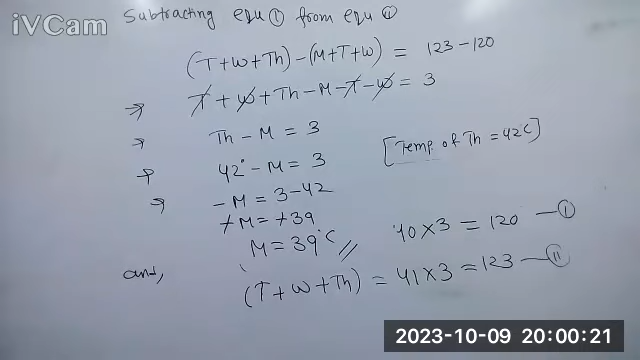 iVCam
Subtracting equ ① from equ ⑪
(T+W+Th)-(M+T+W) = 123-120
⇒ T+W+Th-M-T-W = 3
⇒ Th-M = 3
⇒ 42°-M = 3 [Temp. of Th = 42°C]
⇒ -M = 3-42
+M = +39
M = 39°C // 40×3 = 120 — ①
and, (T+W+Th) = 41×3 = 123 — ⑪
2023-10-09 20:00:21